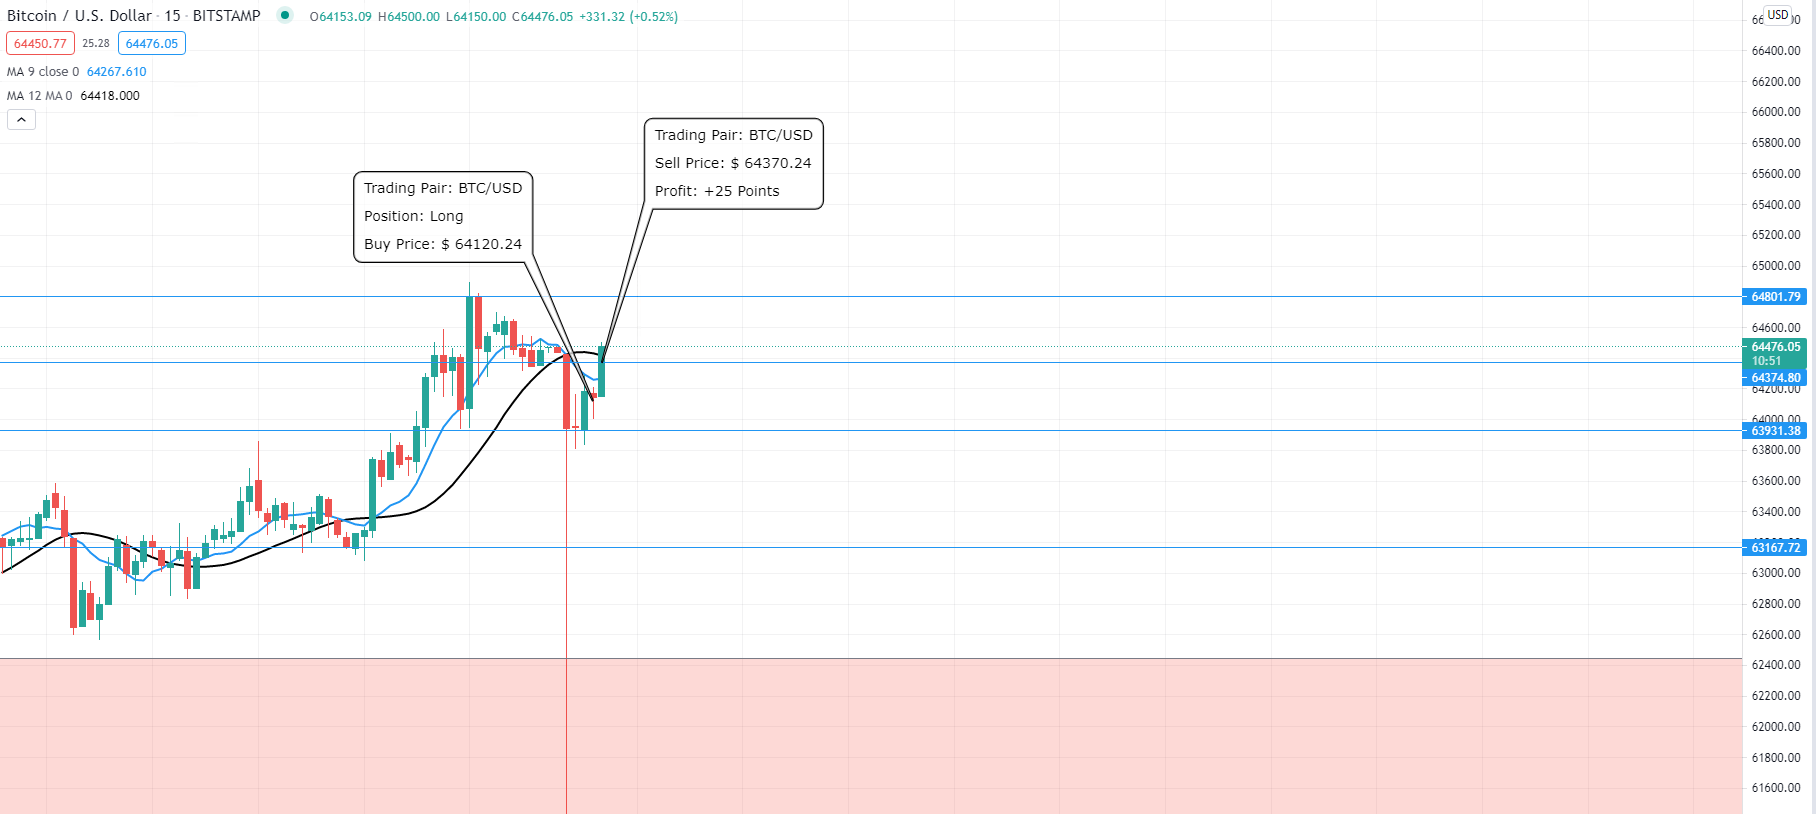 Bitcoin / U.S. Dollar · 15 · BITSTAMP O64153.09 H64500.00 L64150.00 C64476.05 +331.32 (+0.52%)
64450.77 25.28 64476.05
MA 9 close 0 64267.610
MA 12 MA 0 64418.000
Trading Pair: BTC/USD
Position: Long
Buy Price: $ 64120.24
Trading Pair: BTC/USD
Sell Price: $ 64370.24
Profit: +25 Points
USD
66400.00
66200.00
66000.00
65800.00
65600.00
65400.00
65200.00
65000.00
64801.79
64600.00
64476.05
10:51
64374.80
64200.00
64000.00
63931.38
63800.00
63600.00
63400.00
63167.72
63000.00
62800.00
62600.00
62400.00
62200.00
62000.00
61800.00
61600.00